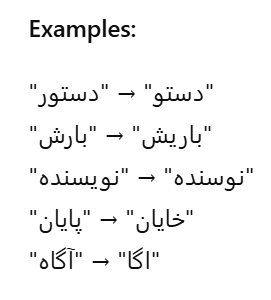 Examples:
"دستو" → "دستور"
"باریش" → "بارش"
"نوسنده" → "نویسنده"
"خایان" → "پایان"
"اگا" → "آگاه"